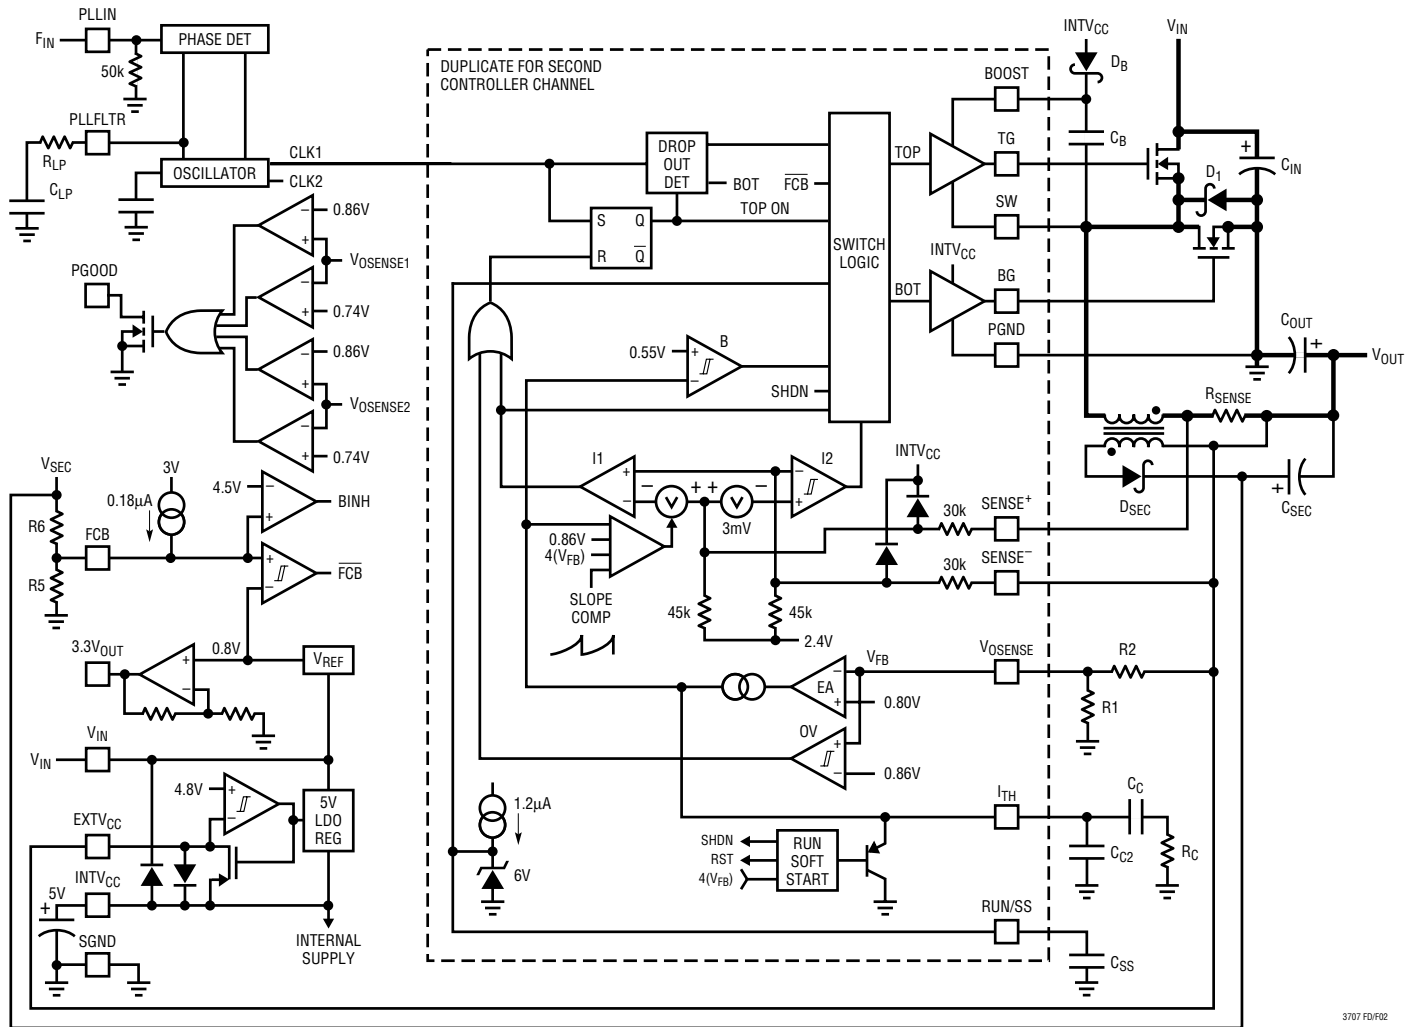 PLLIN
F_IN
PHASE DET
50k
PLLFLTR
R_LP
C_LP
OSCILLATOR
CLK1
CLK2
0.86V
V_OSENSE1
0.74V
PGOOD
0.86V
V_OSENSE2
0.74V
V_SEC
R6
R5
FCB
3V
0.18µA
4.5V
BINH
F̅C̅B̅
3.3V_OUT
0.8V
V_REF
V_IN
V_IN
4.8V
5V
LDO
REG
EXTV_CC
INTV_CC
5V
SGND
INTERNAL
SUPPLY
DUPLICATE FOR SECOND
CONTROLLER CHANNEL
DROP
OUT
DET
BOT
F̅C̅B̅
TOP ON
S
Q
R
Q̅
SWITCH
LOGIC
0.55V
B
SHDN
TOP
BOT
INTV_CC
BOOST
TG
SW
BG
PGND
INTV_CC
D_B
C_B
V_IN
D_1
C_IN
C_OUT
V_OUT
R_SENSE
D_SEC
C_SEC
I1
I2
3mV
0.86V
4(V_FB)
SLOPE
COMP
45k
45k
2.4V
INTV_CC
30k
SENSE+
30k
SENSE−
V_FB
V_OSENSE
R2
R1
EA
0.80V
OV
0.86V
1.2µA
6V
I_TH
C_C
C_C2
R_C
SHDN
RST
4(V_FB)
RUN
SOFT
START
RUN/SS
C_SS
3707 FD/F02